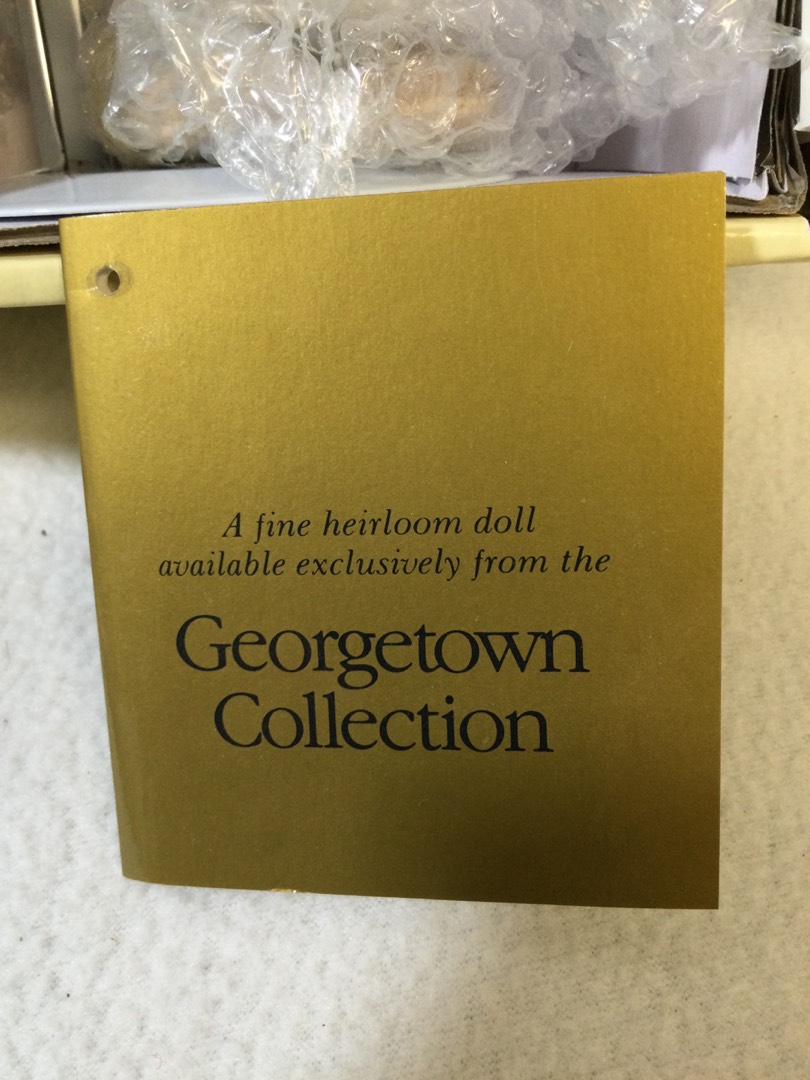 A fine heirloom doll
available exclusively from the
Georgetown
Collection